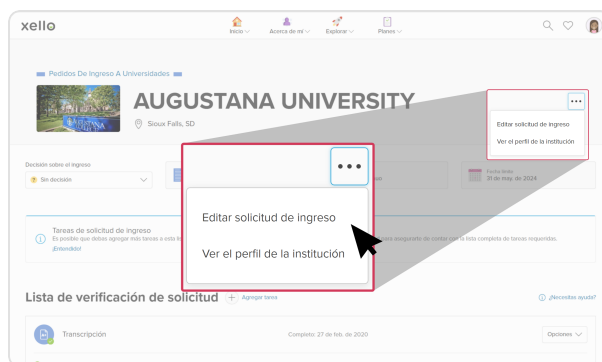 xello
Inicio
Acerca de mí
Explorar
Planes
Pedidos De Ingreso A Universidades
AUGUSTANA UNIVERSITY
Sioux Falls, SD
Editar solicitud de ingreso
Ver el perfil de la institución
Decisión sobre el ingreso
Sin decisión
Fecha límite
31 de may. de 2024
Editar solicitud de ingreso
Ver el perfil de la institución
Tareas de solicitud de ingreso
Es posible que debas agregar más tareas a esta
para asegurarte de contar con la lista completa de tareas requeridas.
¡Entendido!
Lista de verificación de solicitud
Agregar tarea
¿Necesitas ayuda?
Transcripción
Completo: 27 de feb. de 2020
Opciones